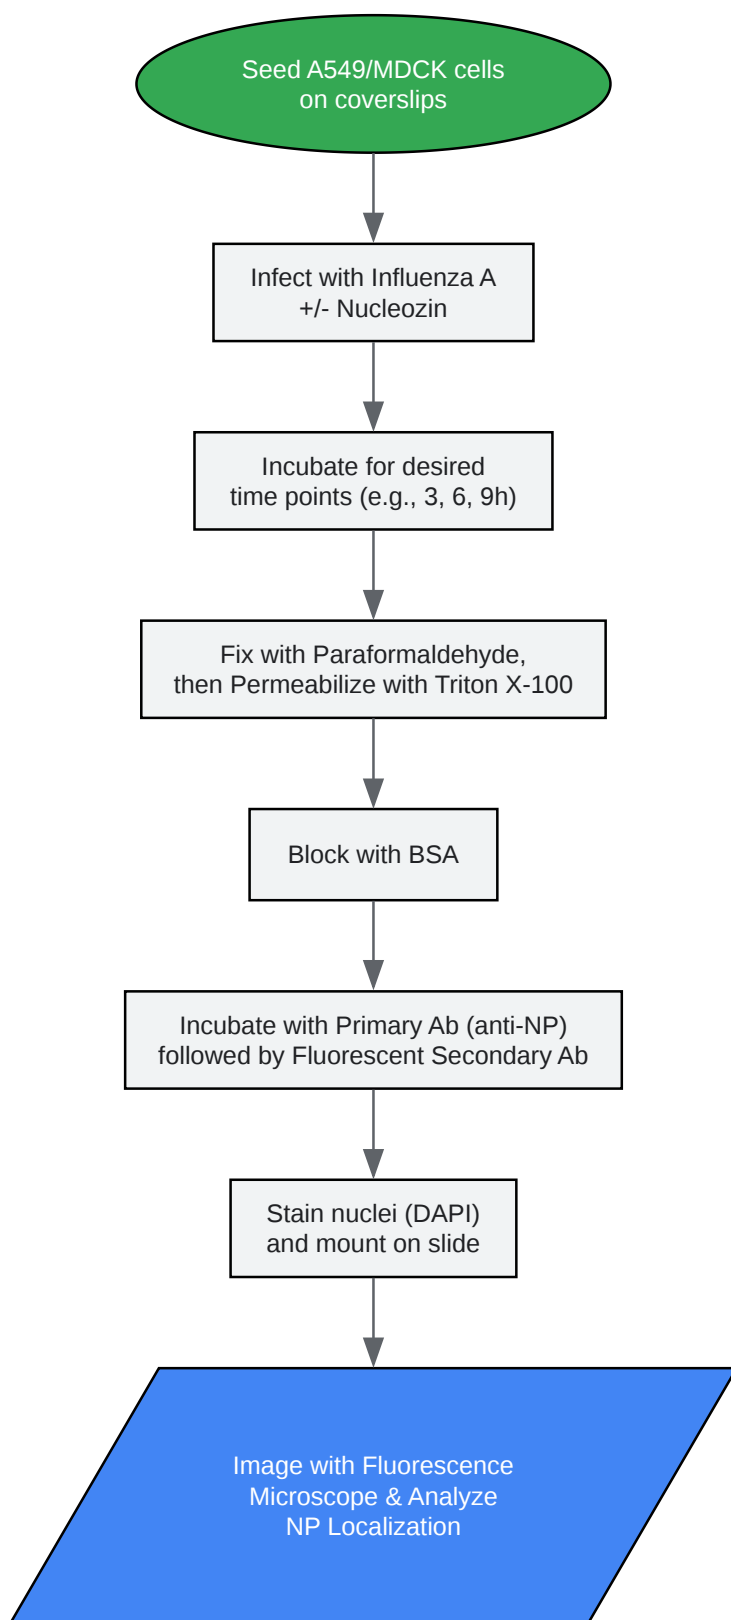 Seed A549/MDCK cells
on coverslips
Infect with Influenza A
+/- Nucleozin
Incubate for desired
time points (e.g., 3, 6, 9h)
Fix with Paraformaldehyde,
then Permeabilize with Triton X-100
Block with BSA
Incubate with Primary Ab (anti-NP)
followed by Fluorescent Secondary Ab
Stain nuclei (DAPI)
and mount on slide
Image with Fluorescence
Microscope & Analyze
NP Localization